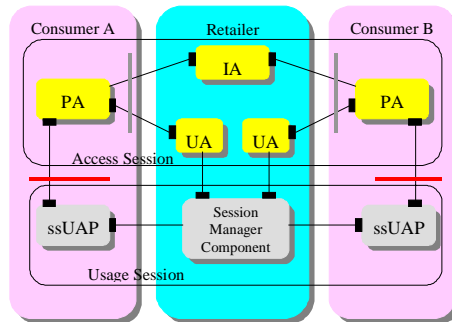 Consumer A
Retailer
Consumer B
IA
PA
PA
UA
UA
Access Session
ssUAP
Session
Manager
Component
ssUAP
Usage Session